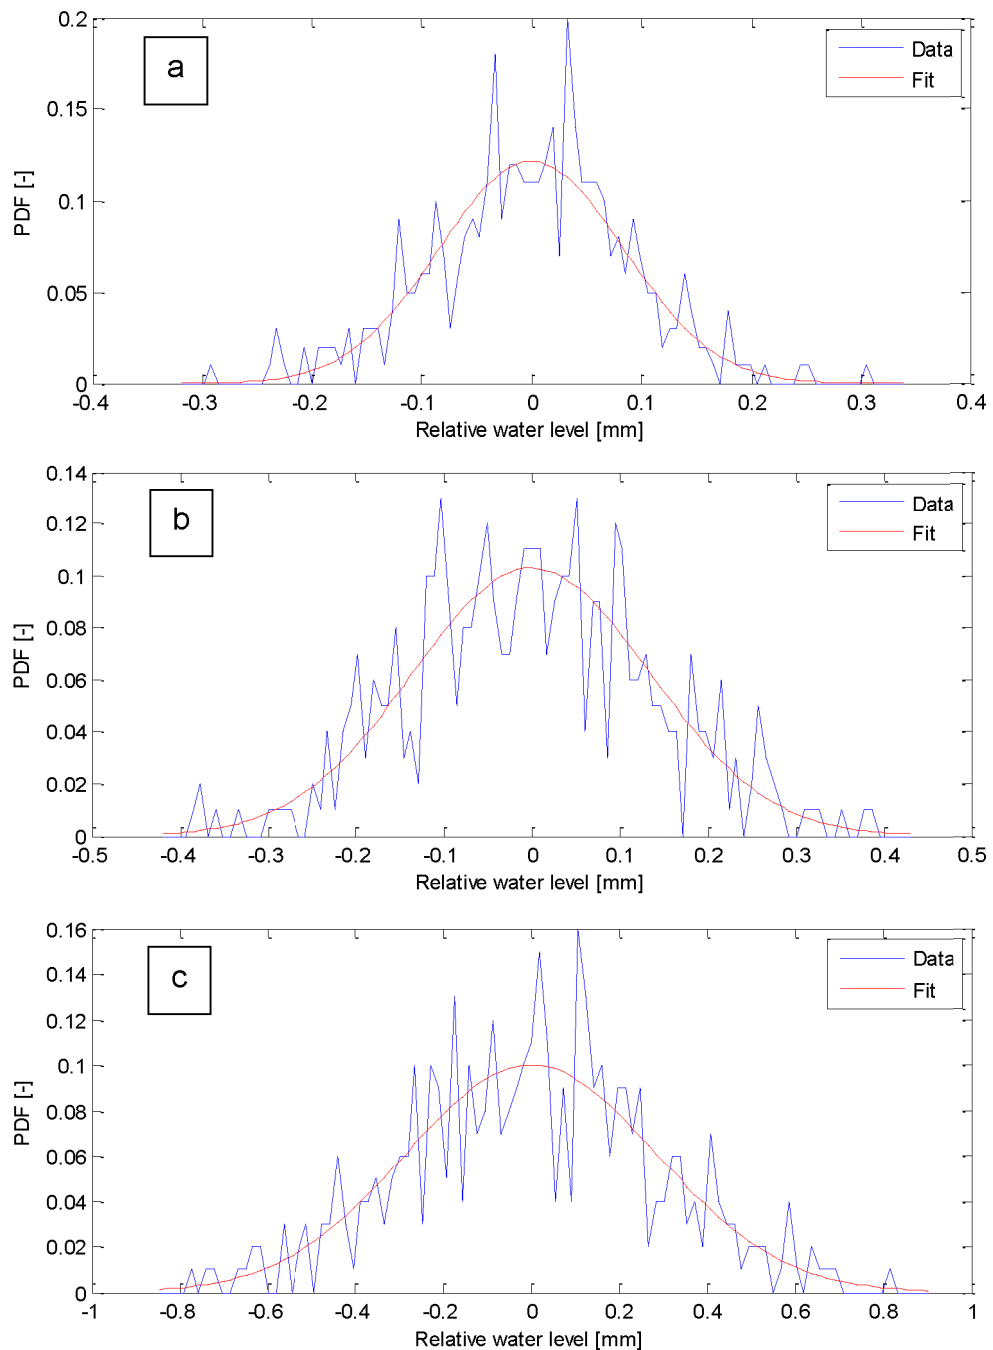 a
Data
Fit
PDF [-]
0.2
0.15
0.1
0.05
0
-0.4 -0.3 -0.2 -0.1 0 0.1 0.2 0.3 0.4
Relative water level [mm]
b
Data
Fit
PDF [-]
0.14
0.12
0.1
0.08
0.06
0.04
0.02
0
-0.5 -0.4 -0.3 -0.2 -0.1 0 0.1 0.2 0.3 0.4 0.5
Relative water level [mm]
c
Data
Fit
PDF [-]
0.16
0.14
0.12
0.1
0.08
0.06
0.04
0.02
0
-1 -0.8 -0.6 -0.4 -0.2 0 0.2 0.4 0.6 0.8 1
Relative water level [mm]